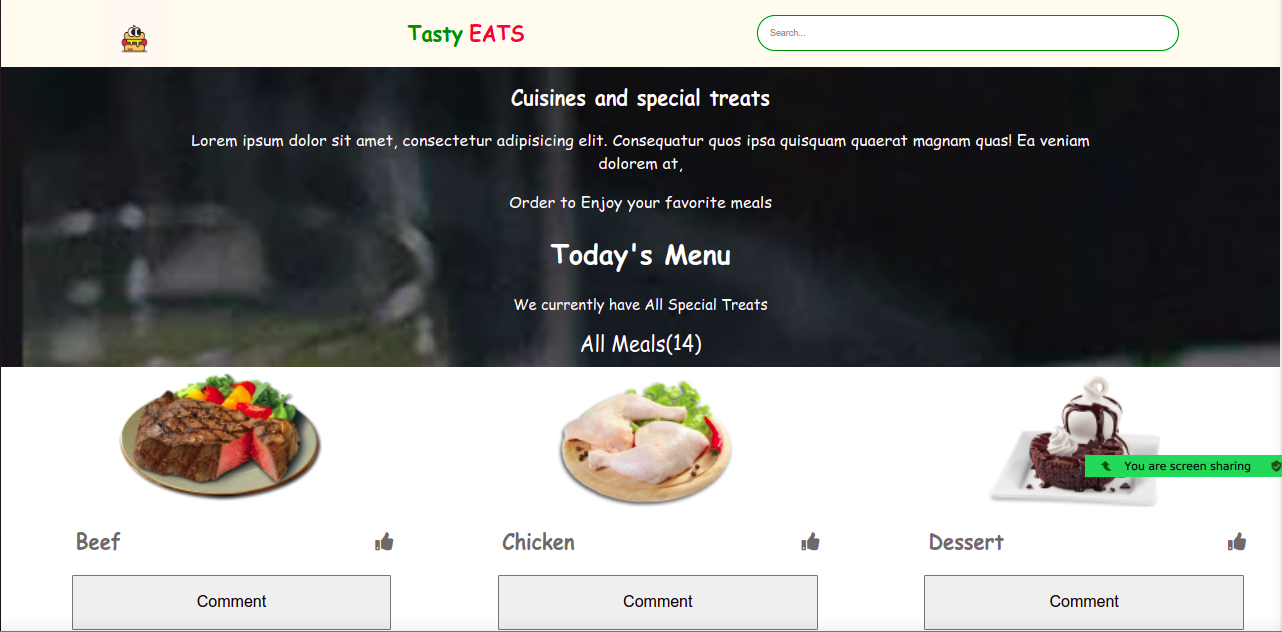 Tasty EATS
Search...
Cuisines and special treats
Lorem ipsum dolor sit amet, consectetur adipisicing elit. Consequatur quos ipsa quisquam quaerat magnam quas! Ea veniam
dolorem at,
Order to Enjoy your favorite meals
Today's Menu
We currently have All Special Treats
All Meals(14)
You are screen sharing
Beef
Chicken
Dessert
Comment
Comment
Comment